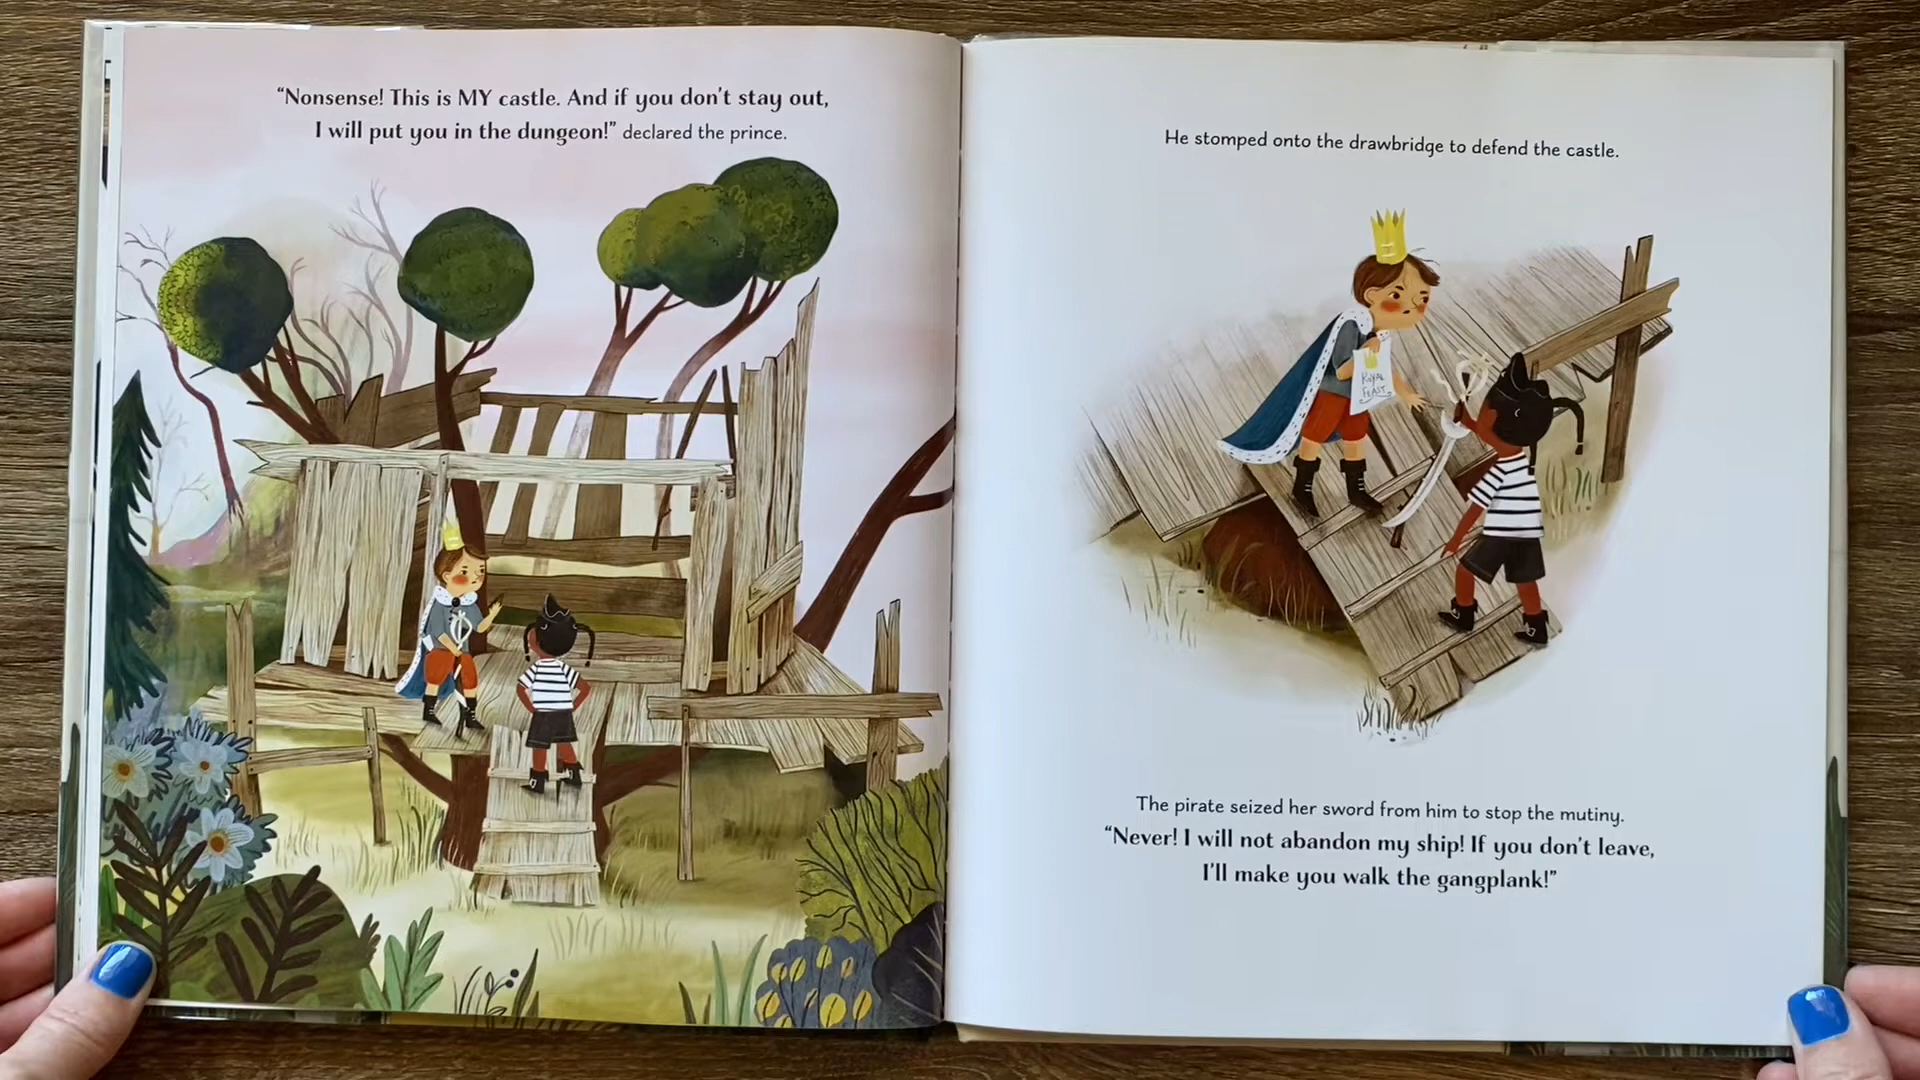 “Nonsense! This is MY castle. And if you don’t stay out,
I will put you in the dungeon!” declared the prince.
He stomped onto the drawbridge to defend the castle.
ROYAL
FEAST
The pirate seized her sword from him to stop the mutiny.
“Never! I will not abandon my ship! If you don’t leave,
I’ll make you walk the gangplank!”